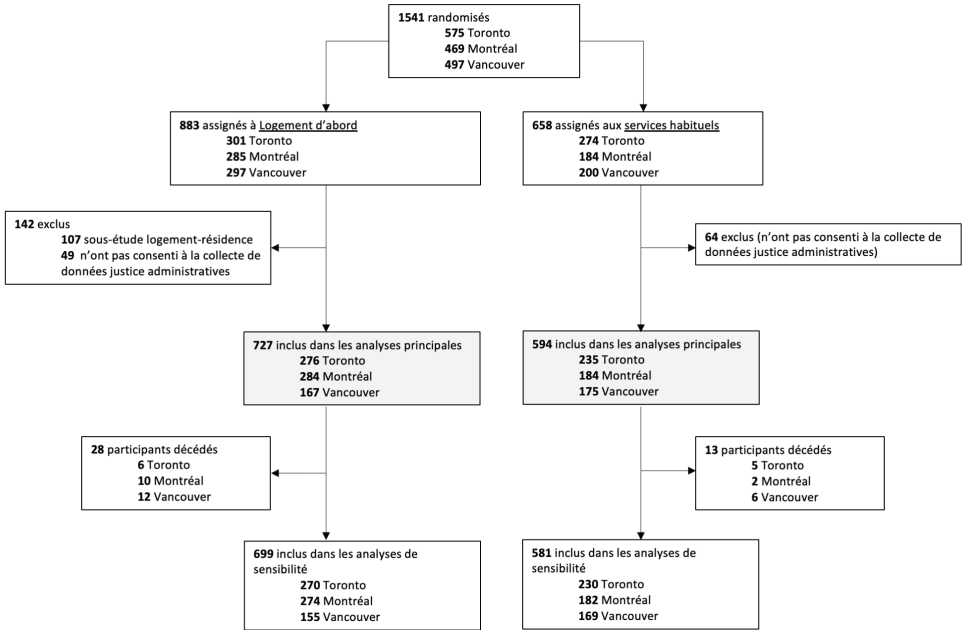 1541 randomisés
575 Toronto
469 Montréal
497 Vancouver
883 assignés à Logement d'abord
301 Toronto
285 Montréal
297 Vancouver
658 assignés aux services habituels
274 Toronto
184 Montréal
200 Vancouver
142 exclus
107 sous-étude logement-résidence
49 n'ont pas consenti à la collecte de
données justice administratives
64 exclus (n'ont pas consenti à la collecte de
données justice administratives)
727 inclus dans les analyses principales
276 Toronto
284 Montréal
167 Vancouver
594 inclus dans les analyses principales
235 Toronto
184 Montréal
175 Vancouver
28 participants décédés
6 Toronto
10 Montréal
12 Vancouver
13 participants décédés
5 Toronto
2 Montréal
6 Vancouver
699 inclus dans les analyses de
sensibilité
270 Toronto
274 Montréal
155 Vancouver
581 inclus dans les analyses de
sensibilité
230 Toronto
182 Montréal
169 Vancouver